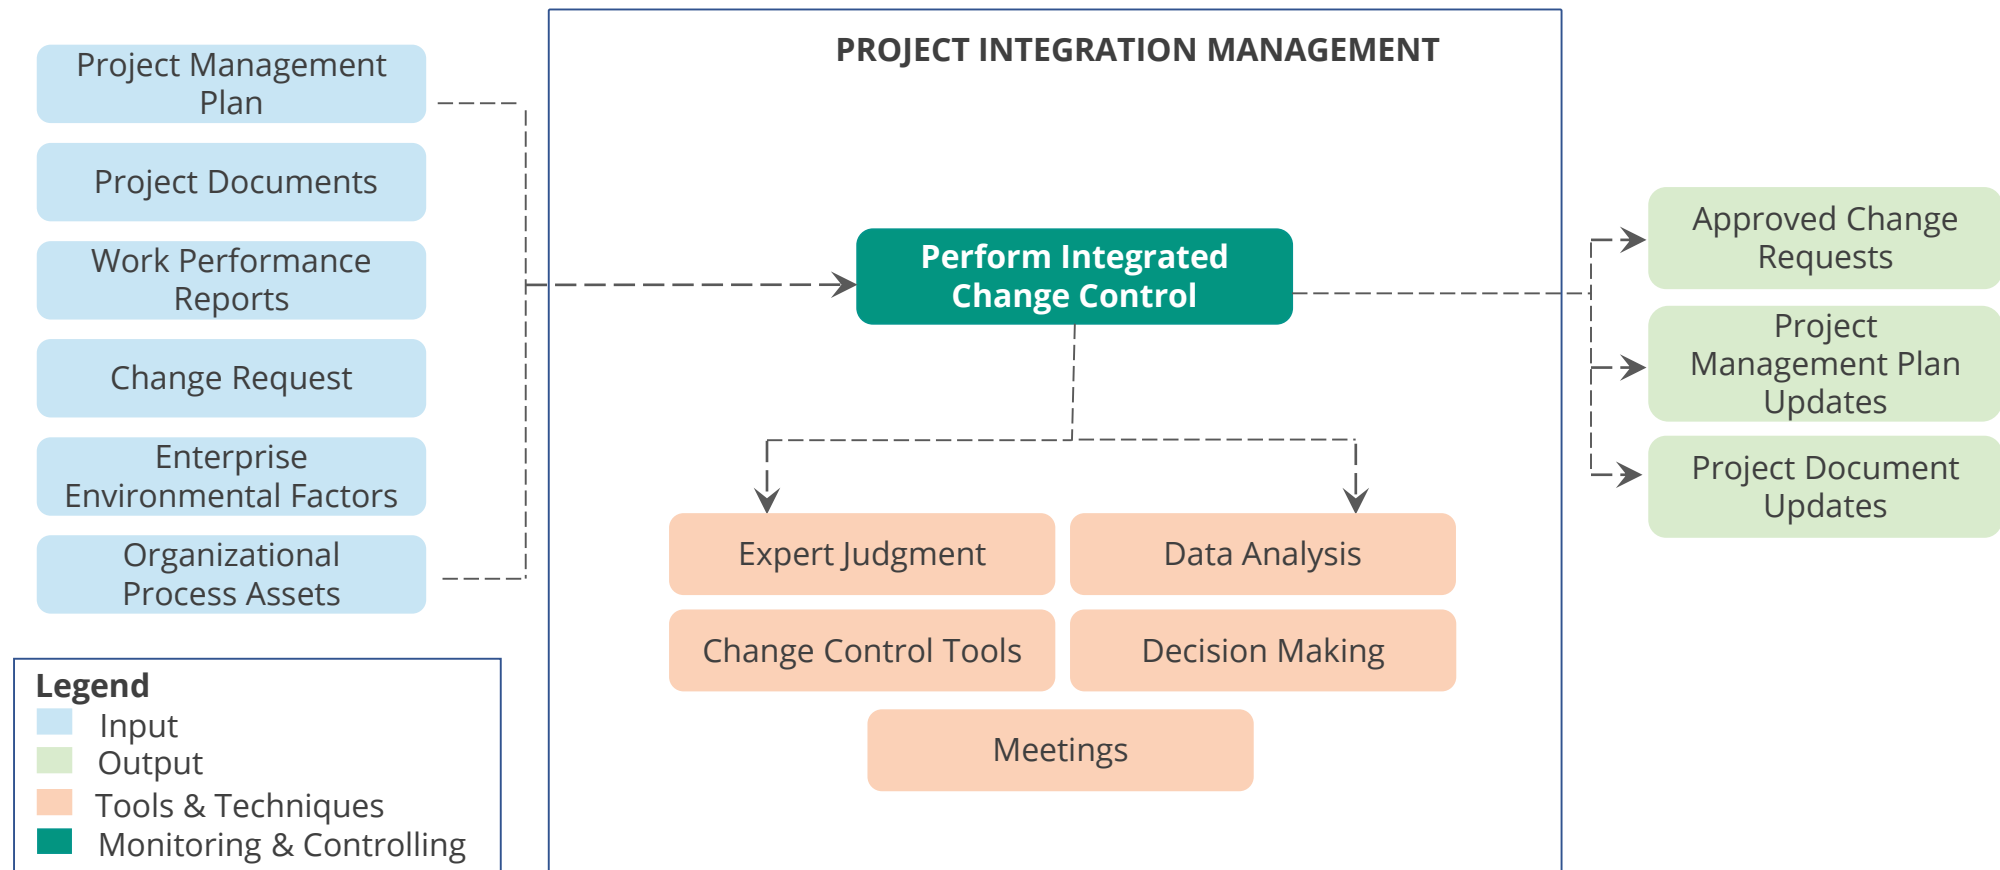 PROJECT INTEGRATION MANAGEMENT
Project Management
Plan
Project Documents
Work Performance
Reports
Change Request
Enterprise
Environmental Factors
Organizational
Process Assets
Perform Integrated
Change Control
Expert Judgment
Data Analysis
Change Control Tools
Decision Making
Meetings
Approved Change
Requests
Project
Management Plan
Updates
Project Document
Updates
Legend
Input
Output
Tools & Techniques
Monitoring & Controlling